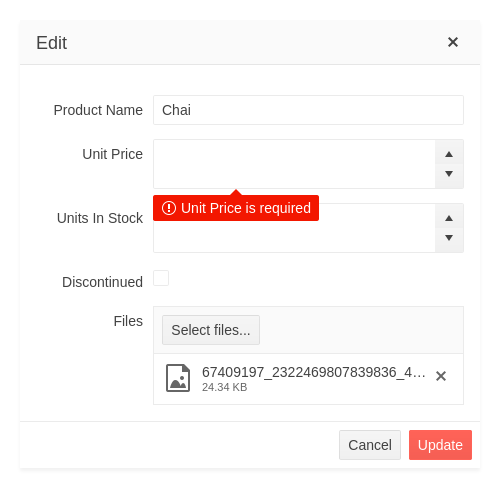 Edit
Product Name
Chai
Unit Price
Unit Price is required
Units In Stock
Discontinued
Files
Select files...
67409197_2322469807839836_4...
24.34 KB
Cancel
Update